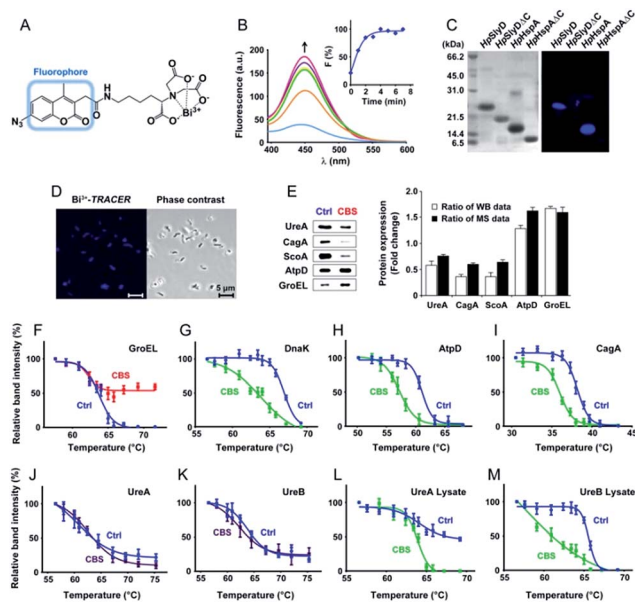 A
Fluorophore
N₃
O
O
O
NH
N
O
O
O
O
O
O
Bi³⁺
B
Fluorescence (a.u.)
200
150
100
50
0
400 450 500 550 600
λ (nm)
F (%)
100
50
0
0 2 4 6 8
Time (min)
C
HpSlyD
HpSlyDΔC
HpHspA
HpHspAΔC
HpSlyD
HpSlyDΔC
HpHspA
HpHspAΔC
(kDa)
66.2
45.0
31.0
21.5
14.4
6.5
D
Bi³⁺-TRACER
Phase contrast
5 μm
E
Ctrl CBS
UreA
CagA
ScoA
AtpD
GroEL
Protein expression
(Fold change)
2.0
1.5
1.0
0.5
0.0
Ratio of WB data
Ratio of MS data
UreA CagA ScoA AtpD GroEL
Relative band intensity (%)
F
GroEL
CBS
Ctrl
100
50
0
60 65 70
Temperature (°C)
G
DnaK
CBS
Ctrl
100
50
0
55 60 65 70
Temperature (°C)
H
AtpD
CBS
Ctrl
100
50
0
50 55 60 65
Temperature (°C)
I
CagA
CBS
Ctrl
100
50
0
30 35 40 45
Temperature (°C)
Relative band intensity (%)
J
UreA
Ctrl
CBS
100
50
0
55 60 65 70 75
Temperature (°C)
K
UreB
Ctrl
CBS
100
50
0
55 60 65 70 75
Temperature (°C)
L
UreA Lysate
Ctrl
CBS
100
50
0
55 60 65 70
Temperature (°C)
M
UreB Lysate
Ctrl
CBS
100
50
0
55 60 65 70
Temperature (°C)